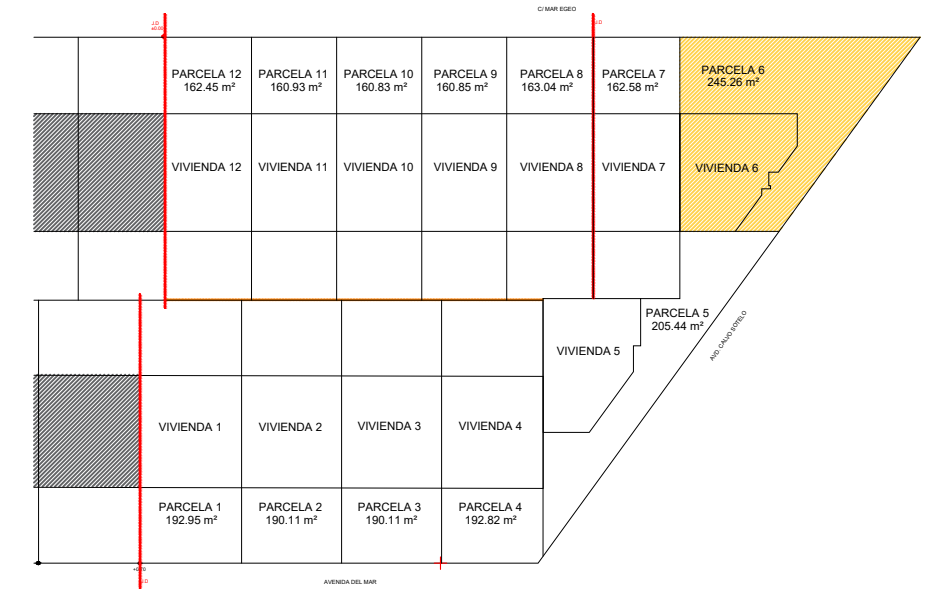 C/ MAR EGEO
J.D
±0.00
J.D
PARCELA 12
162.45 m²
PARCELA 11
160.93 m²
PARCELA 10
160.83 m²
PARCELA 9
160.85 m²
PARCELA 8
163.04 m²
PARCELA 7
162.58 m²
PARCELA 6
245.26 m²
VIVIENDA 12
VIVIENDA 11
VIVIENDA 10
VIVIENDA 9
VIVIENDA 8
VIVIENDA 7
VIVIENDA 6
PARCELA 5
205.44 m²
AVD. CALVO SOTELO
VIVIENDA 5
VIVIENDA 1
VIVIENDA 2
VIVIENDA 3
VIVIENDA 4
PARCELA 1
192.95 m²
PARCELA 2
190.11 m²
PARCELA 3
190.11 m²
PARCELA 4
192.82 m²
J.D
AVENIDA DEL MAR